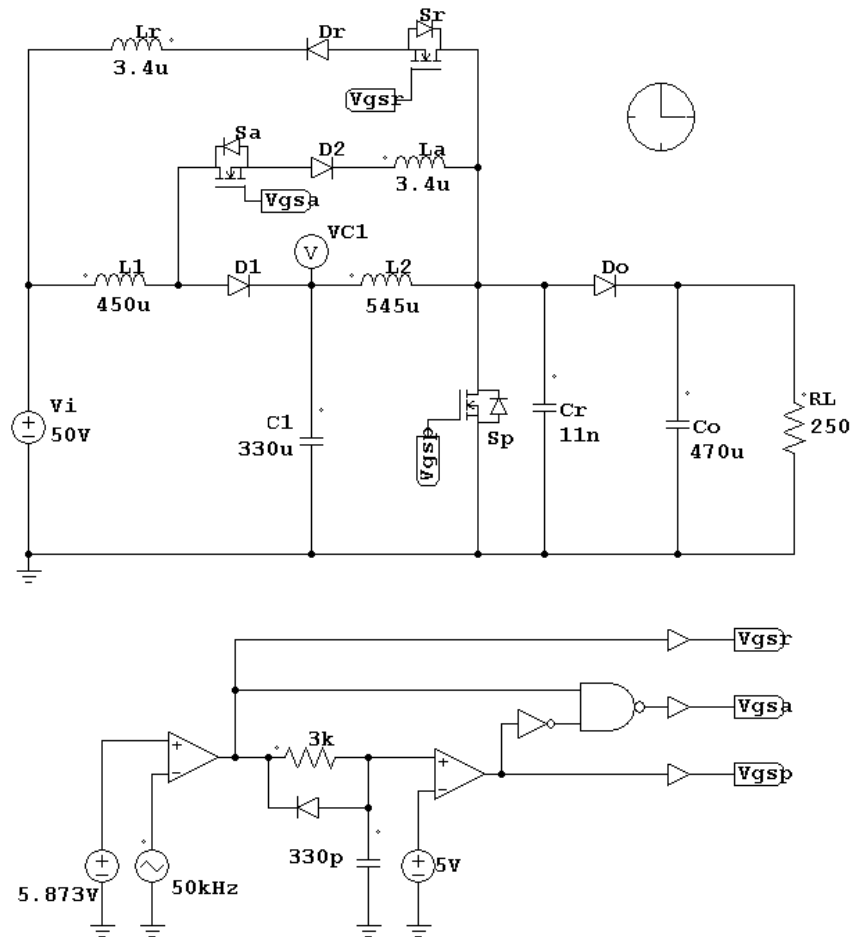 Lr
Dr
Sr
3.4u
Vgsr
Sa
D2
La
Vgsa
3.4u
VC1
V
L1
D1
L2
Do
450u
545u
Vi
50V
C1
330u
Vgsp
Sp
Cr
11n
Co
470u
RL
250
Vgsr
Vgsa
3k
Vgsp
330p
5V
5.873V
50kHz